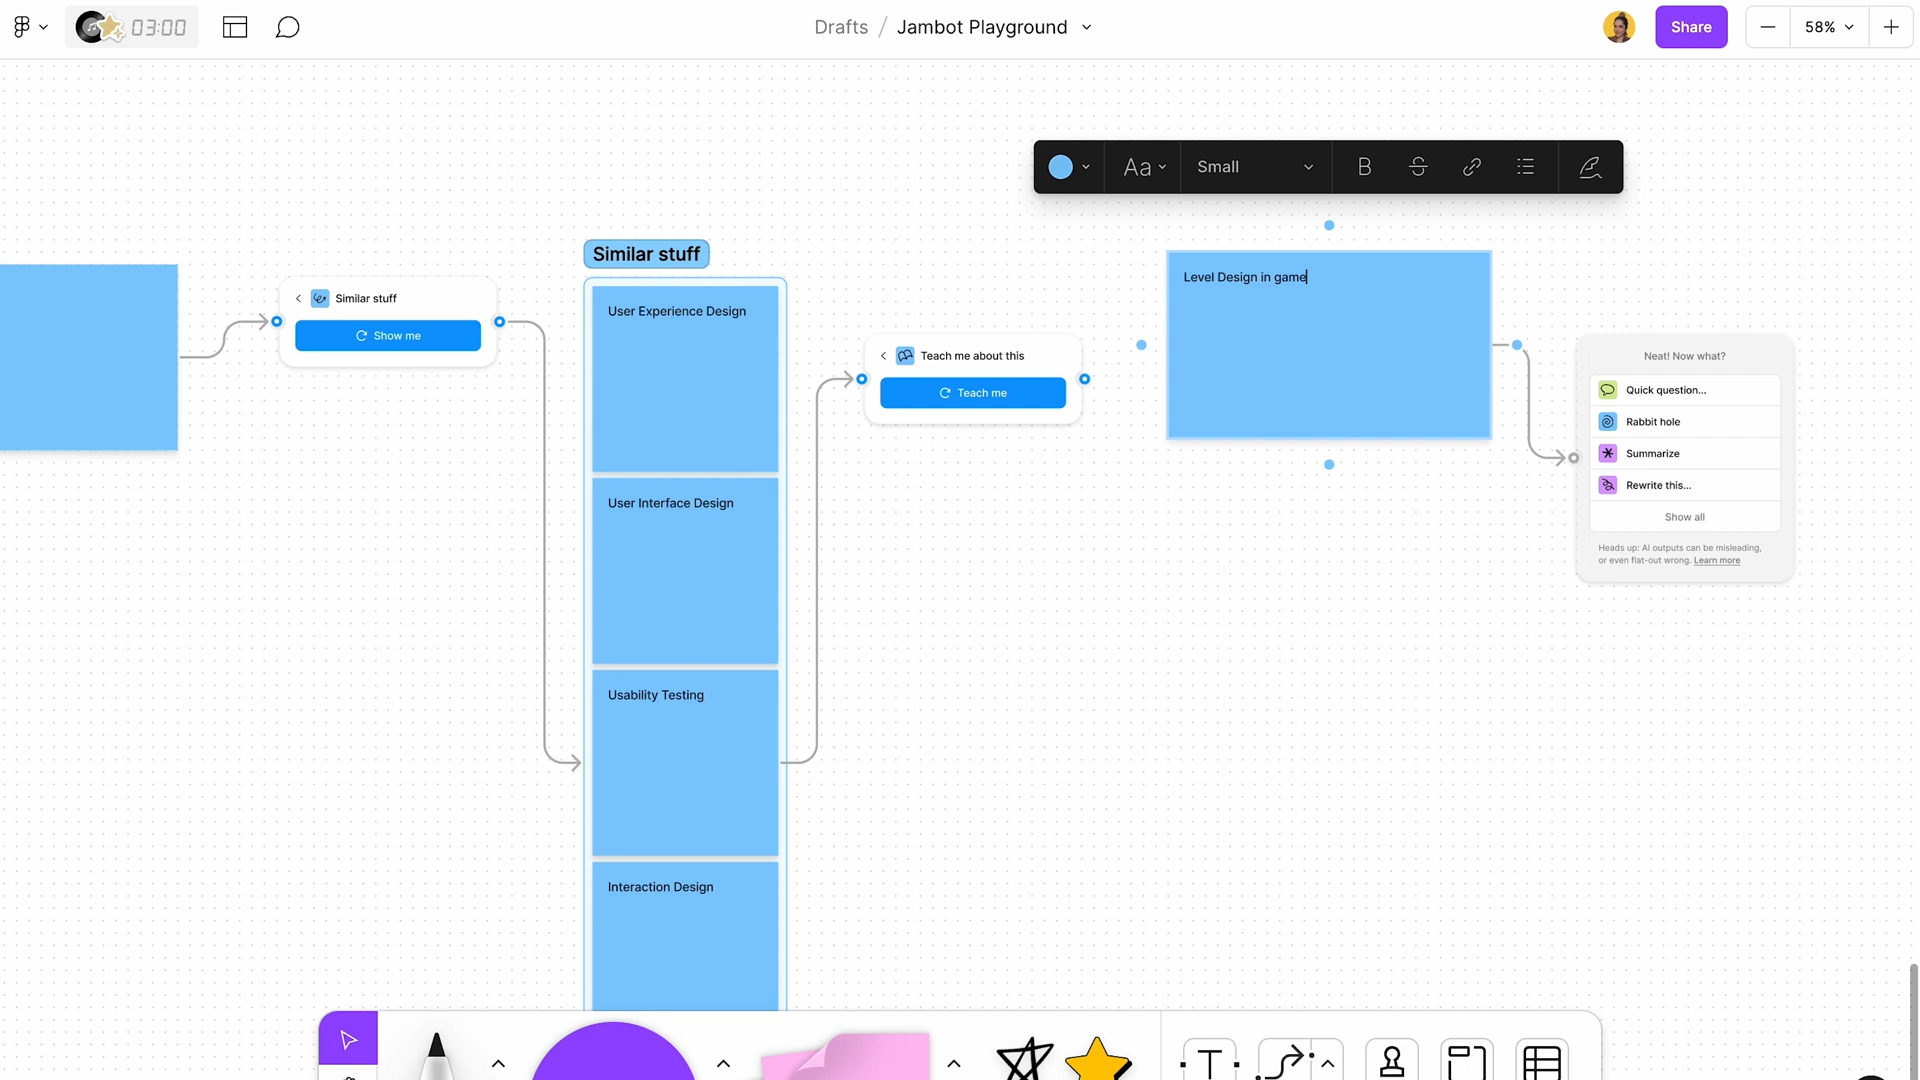 03:00
Drafts / Jambot Playground
Share
58%
Aa
Small
B
S
Similar stuff
Similar stuff
Show me
User Experience Design
User Interface Design
Usability Testing
Interaction Design
Teach me about this
Teach me
Level Design in game
Neat! Now what?
Quick question...
Rabbit hole
Summarize
Rewrite this...
Show all
Heads up: AI outputs can be misleading,
or even flat-out wrong. Learn more
T